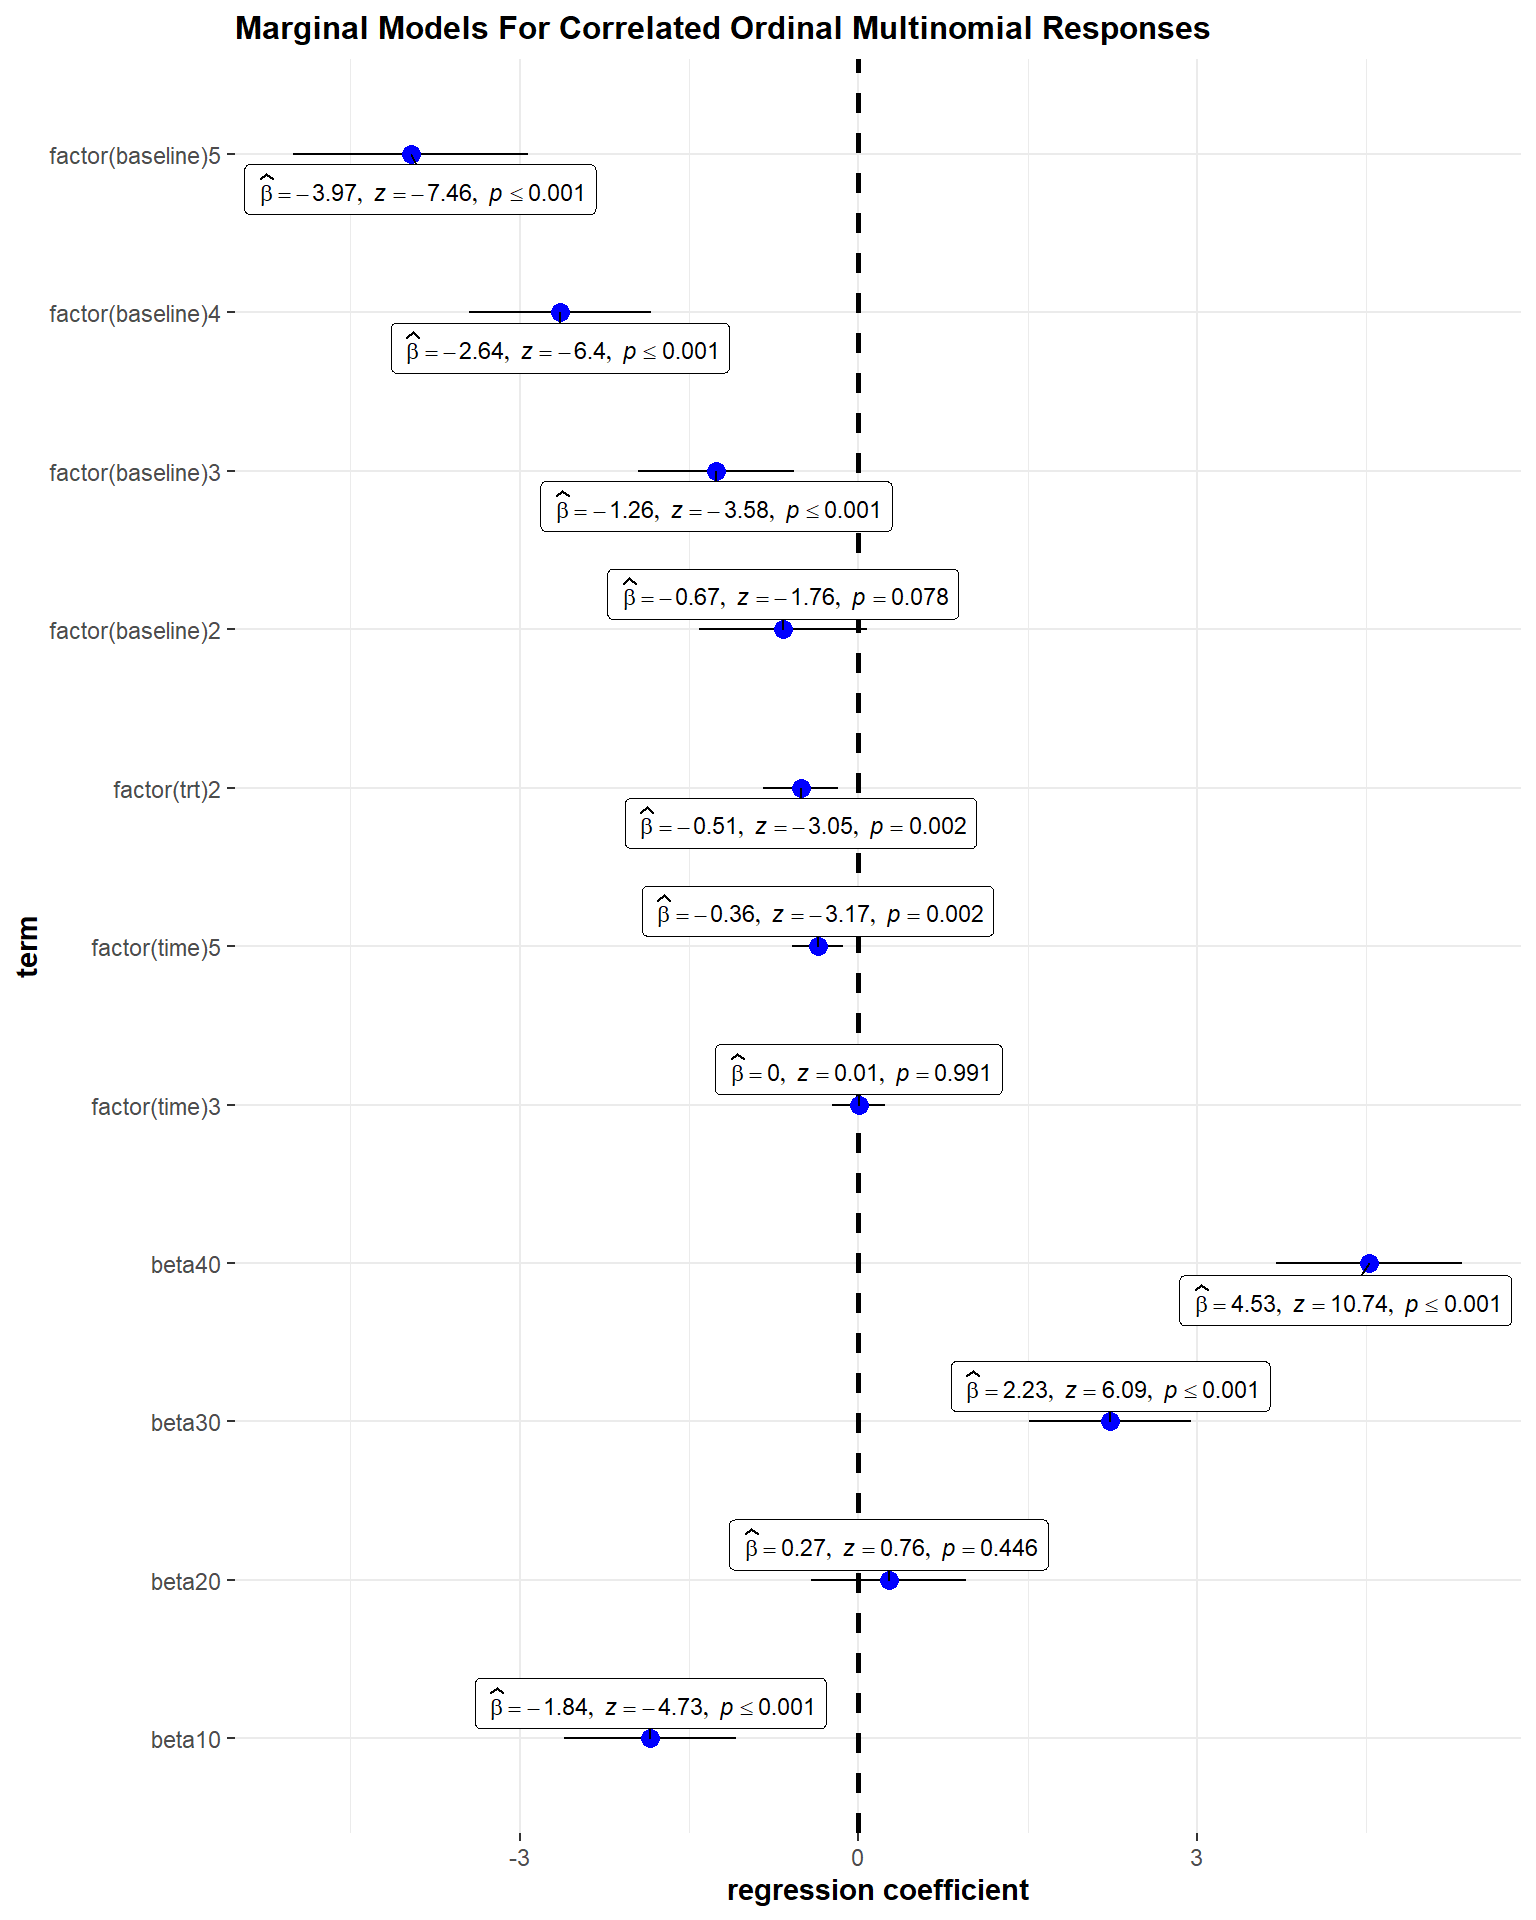 Marginal Models For Correlated Ordinal Multinomial Responses
factor(baseline)5
β̂ = −3.97, z = −7.46, p ≤ 0.001
factor(baseline)4
β̂ = −2.64, z = −6.4, p ≤ 0.001
factor(baseline)3
β̂ = −1.26, z = −3.58, p ≤ 0.001
β̂ = −0.67, z = −1.76, p = 0.078
factor(baseline)2
factor(trt)2
β̂ = −0.51, z = −3.05, p = 0.002
β̂ = −0.36, z = −3.17, p = 0.002
factor(time)5
term
β̂ = 0, z = 0.01, p = 0.991
factor(time)3
beta40
β̂ = 4.53, z = 10.74, p ≤ 0.001
β̂ = 2.23, z = 6.09, p ≤ 0.001
beta30
β̂ = 0.27, z = 0.76, p = 0.446
beta20
β̂ = −1.84, z = −4.73, p ≤ 0.001
beta10
-3 0 3
regression coefficient